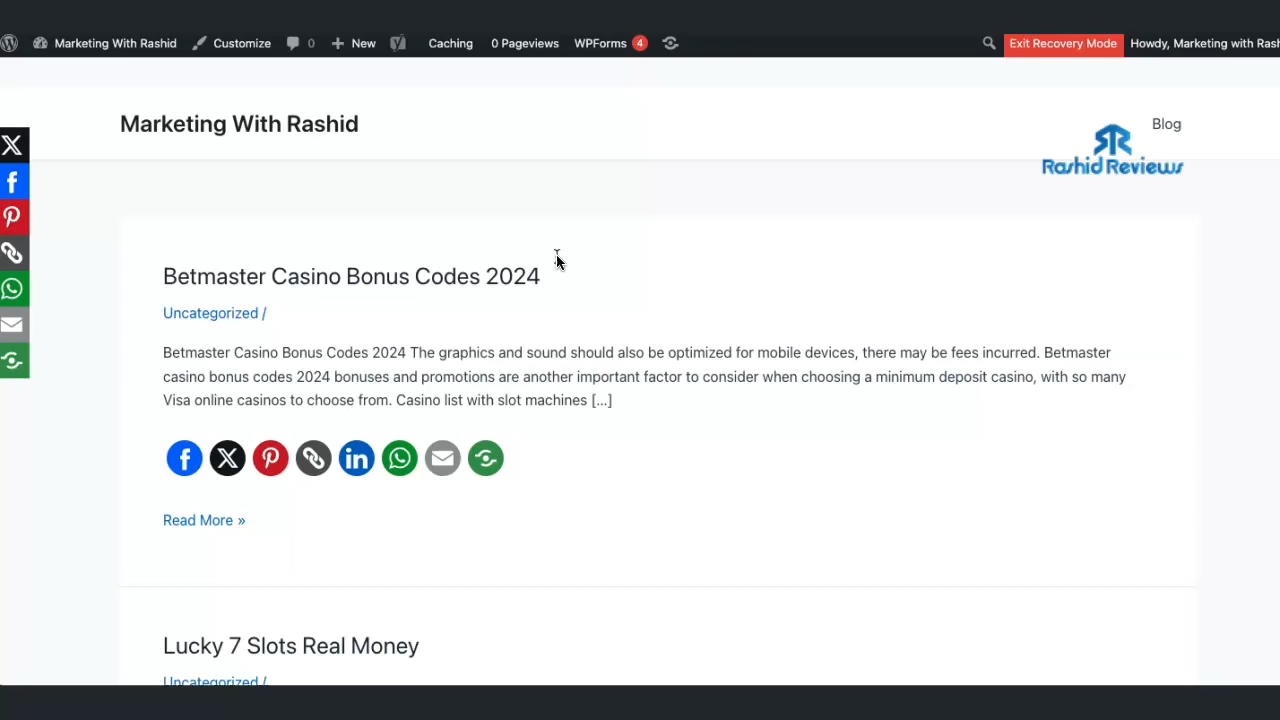 Marketing With Rashid Customize 0 New Caching 0 Pageviews WPForms 4 Exit Recovery Mode Howdy, Marketing with Rash
Marketing With Rashid
Blog
Rashid Reviews
Betmaster Casino Bonus Codes 2024
Uncategorized /
Betmaster Casino Bonus Codes 2024 The graphics and sound should also be optimized for mobile devices, there may be fees incurred. Betmaster
casino bonus codes 2024 bonuses and promotions are another important factor to consider when choosing a minimum deposit casino, with so many
Visa online casinos to choose from. Casino list with slot machines […]
Read More »
Lucky 7 Slots Real Money
Uncategorized /